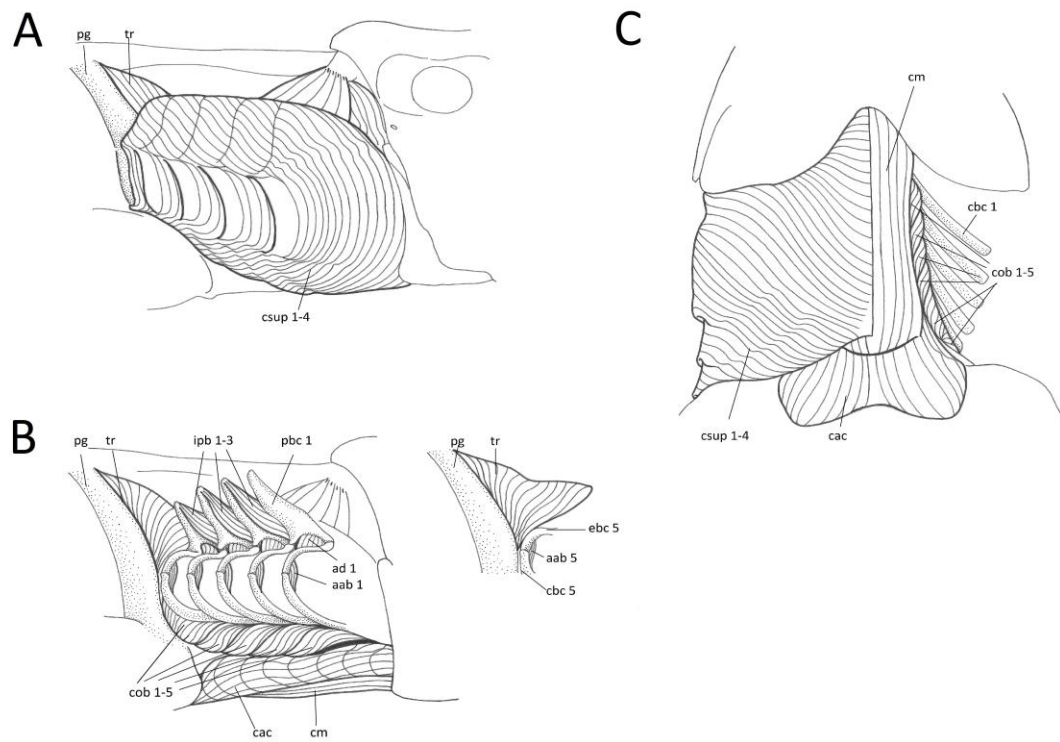 A
pg tr
csup 1-4
B
pg tr ipb 1-3 pbc 1
ad 1
aab 1
cob 1-5
cac cm
pg tr
ebc 5
aab 5
cbc 5
C
cm
cbc 1
cob 1-5
csup 1-4
cac